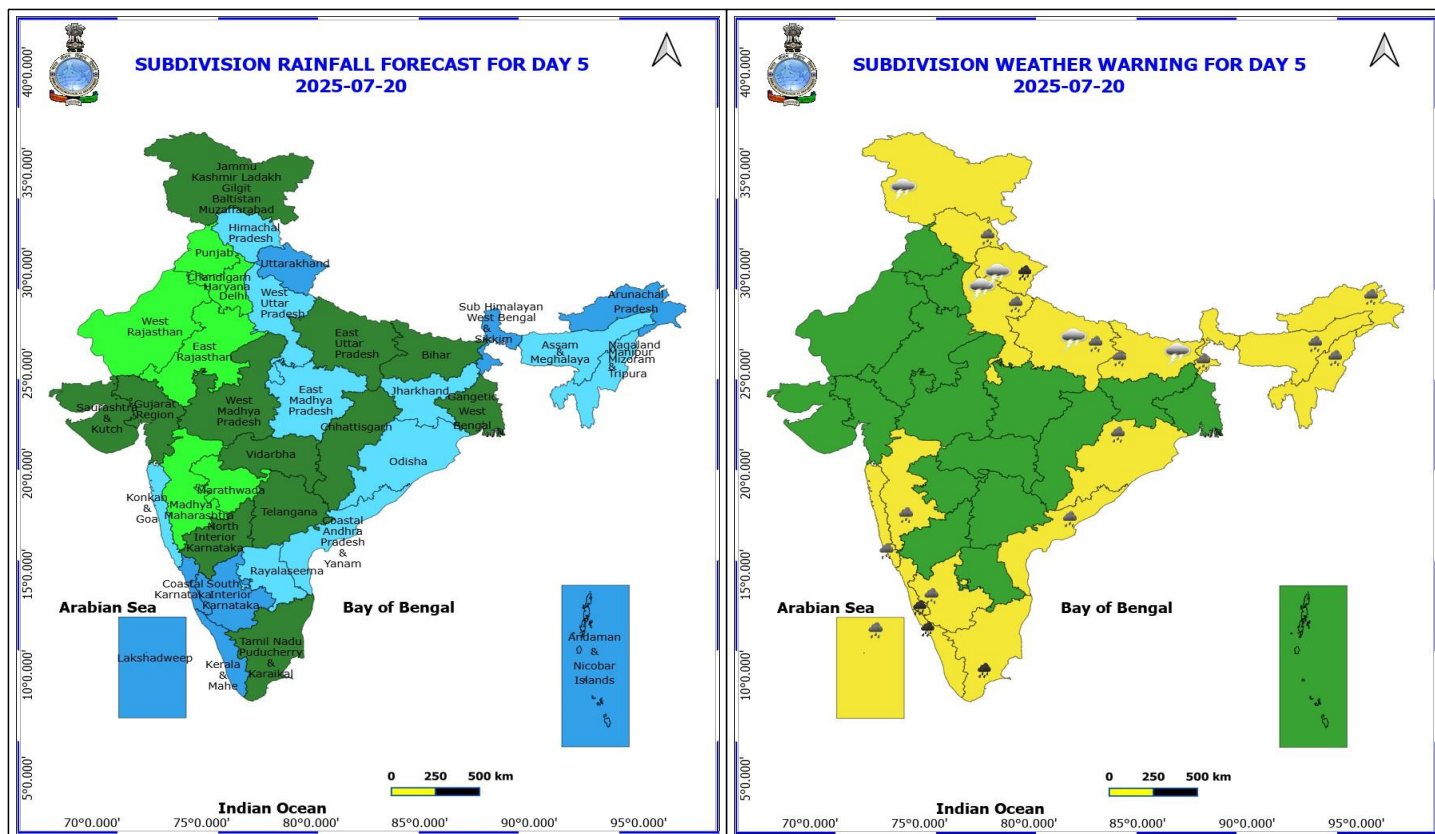 SUBDIVISION RAINFALL FORECAST FOR DAY 5
2025-07-20
40°0.000'
35°0.000'
30°0.000'
25°0.000'
20°0.000'
15°0.000'
10°0.000'
5°0.000'
Jammu
Kashmir Ladakh
Gilgit
Baltistan
Muzaffarabad
Himachal
Pradesh
Punjab
Uttarakhand
Chandigarh
Haryana
Delhi
West
Uttar
Pradesh
West
Rajasthan
East
Rajasthan
East
Uttar
Pradesh
Bihar
Sub Himalayan
West Bengal
&
Sikkim
Arunachal
Pradesh
Assam
&
Meghalaya
Nagaland
Manipur
Mizoram
&
Tripura
Saurashtra
&
Kutch
Gujarat
Region
West
Madhya
Pradesh
East
Madhya
Pradesh
Jharkhand
Gangetic
West
Bengal
Chhattisgarh
Odisha
Vidarbha
Konkan
&
Goa
Marathwada
Madhya
Maharashtra
Telangana
North
Interior
Karnataka
Coastal
Andhra
Pradesh
&
Yanam
Rayalaseema
Coastal
Karnataka
South
Interior
Karnataka
Arabian Sea
Bay of Bengal
Lakshadweep
Kerala
&
Mahe
Tamil Nadu
Puducherry
&
Karaikal
Andaman
&
Nicobar
Islands
0 250 500 km
Indian Ocean
70°0.000' 75°0.000' 80°0.000' 85°0.000' 90°0.000' 95°0.000'
SUBDIVISION WEATHER WARNING FOR DAY 5
2025-07-20
40°0.000'
35°0.000'
30°0.000'
25°0.000'
20°0.000'
15°0.000'
10°0.000'
5°0.000'
Arabian Sea
Bay of Bengal
0 250 500 km
Indian Ocean
70°0.000' 75°0.000' 80°0.000' 85°0.000' 90°0.000' 95°0.000'